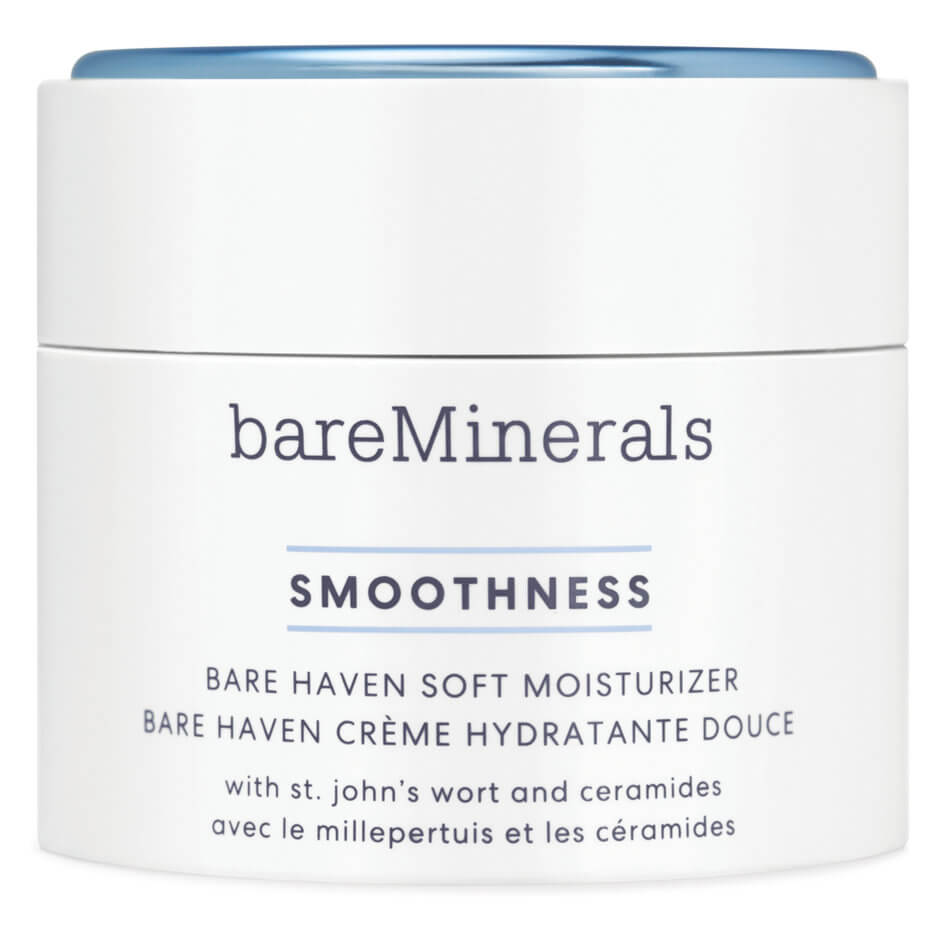 bareMinerals
SMOOTHNESS
BARE HAVEN SOFT MOISTURIZER
BARE HAVEN CRÈME HYDRATANTE DOUCE
with st. john's wort and ceramides
avec le millepertuis et les céramides